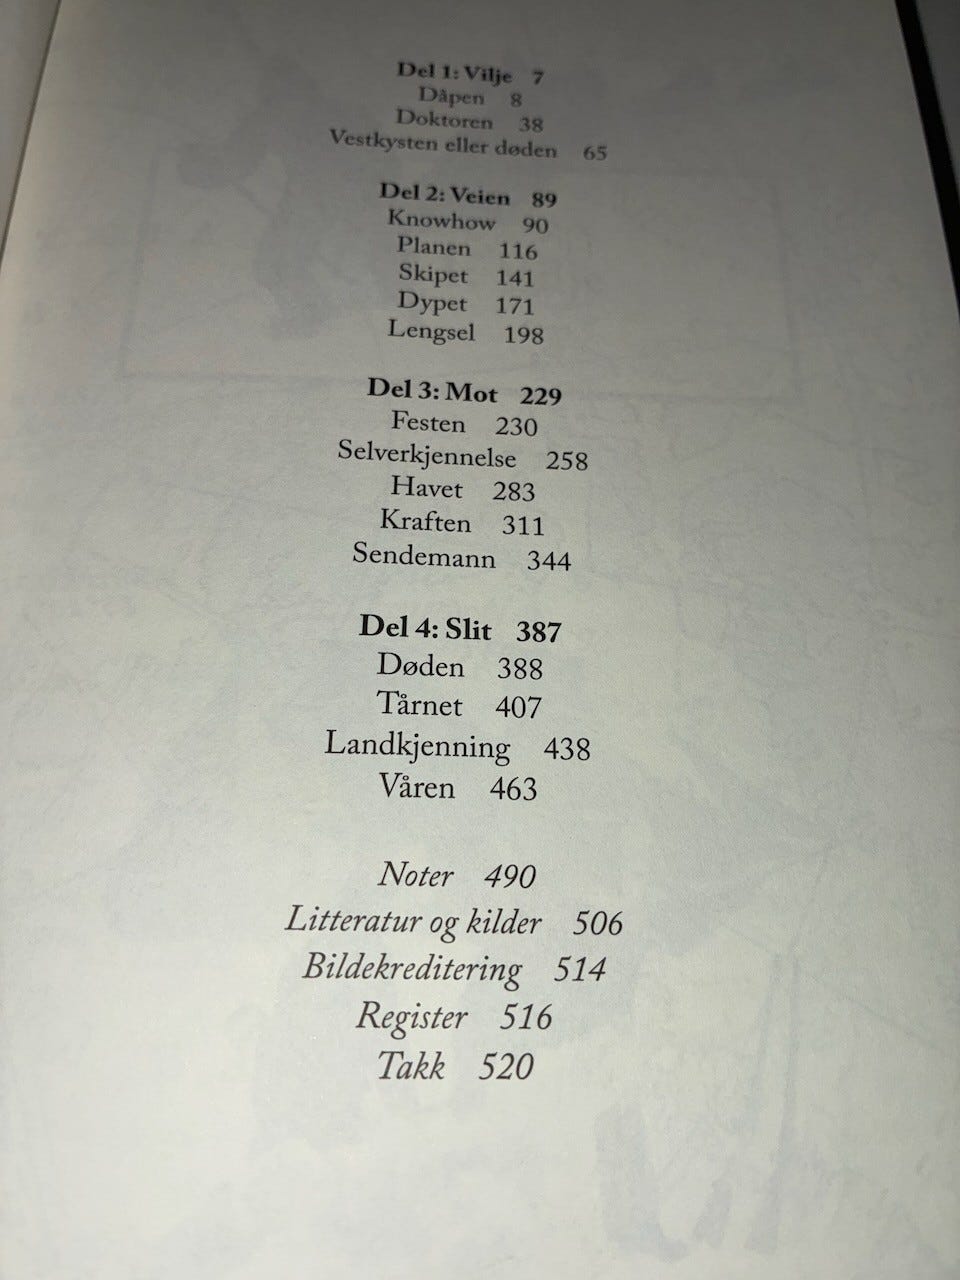 Del 1: Vilje 7
Dåpen 8
Doktoren 38
Vestkysten eller døden 65
Del 2: Veien 89
Knowhow 90
Planen 116
Skipet 141
Dypet 171
Lengsel 198
Del 3: Mot 229
Festen 230
Selverkjennelse 258
Havet 283
Kraften 311
Sendemann 344
Del 4: Slit 387
Døden 388
Tårnet 407
Landkjenning 438
Våren 463
Noter 490
Litteratur og kilder 506
Bildekreditering 514
Register 516
Takk 520